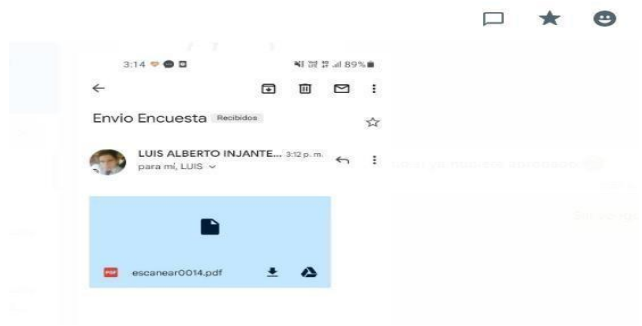 3:14 89%
Envio Encuesta Recibidos
LUIS ALBERTO INJANTE... 3:12 p. m.
para mí, LUIS
PDF escanear0014.pdf